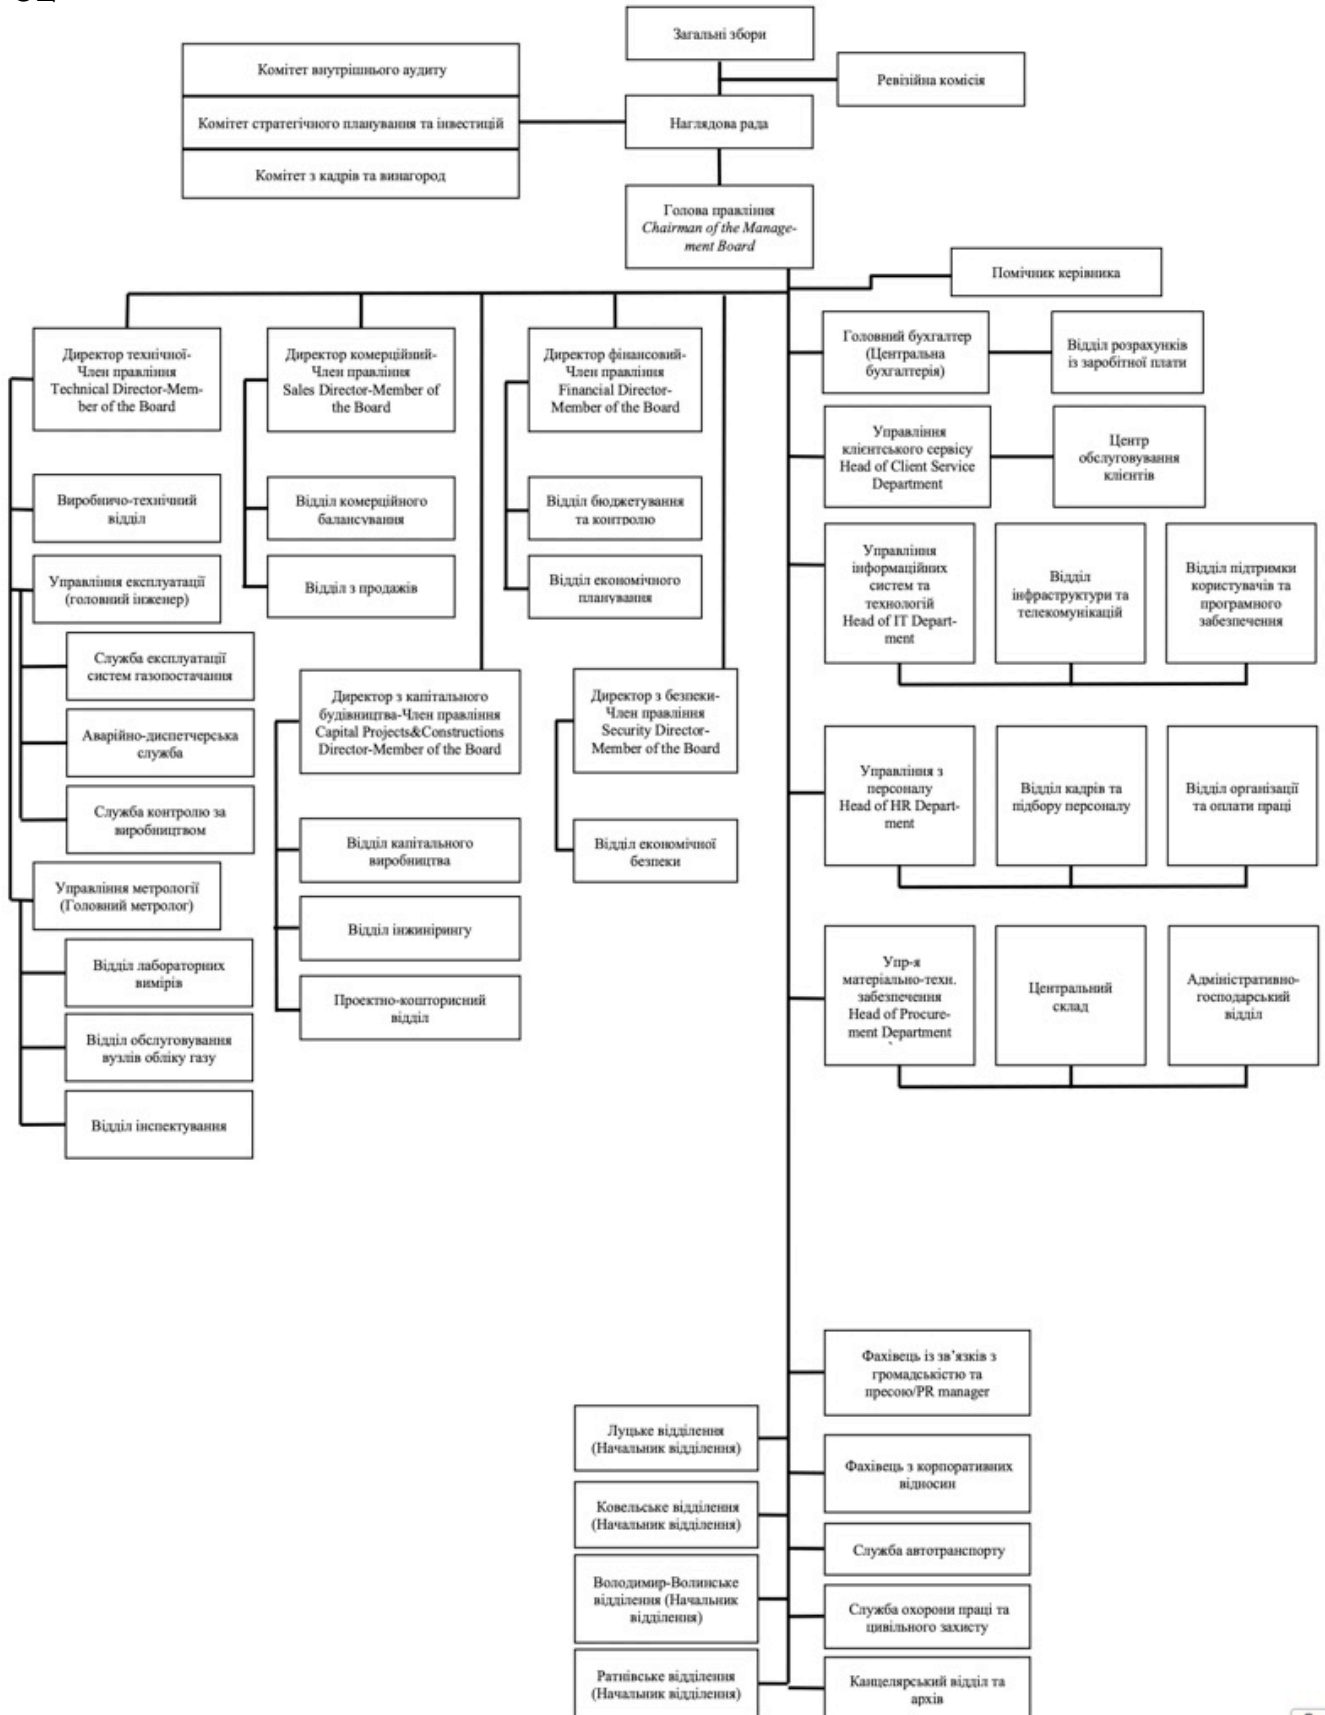 Загальні збори
Комітет внутрішнього аудиту
Ревізійна комісія
Комітет стратегічного планування та інвестицій
Наглядова рада
Комітет з кадрів та винагород
Голова правління
Chairman of the Manage-
ment Board
Помічник керівника
Директор технічної-
Член правління
Technical Director-Mem-
ber of the Board
Директор комерційний-
Член правління
Sales Director-Member of
the Board
Директор фінансовий-
Член правління
Financial Director-
Member of the Board
Головний бухгалтер
(Центральна
бухгалтерія)
Відділ розрахунків
із заробітної плати
Управління
клієнтського сервісу
Head of Client Service
Department
Центр
обслуговування
клієнтів
Виробничо-технічний
відділ
Відділ комерційного
балансування
Відділ бюджетування
та контролю
Управління експлуатації
(головний інженер)
Відділ з продажів
Відділ економічного
планування
Управління
інформаційних
систем та
технологій
Head of IT Depart-
ment
Відділ
інфраструктури та
телекомунікацій
Відділ підтримки
користувачів та
програмного
забезпечення
Служба експлуатації
систем газопостачання
Аварійно-диспетчерська
служба
Служба контролю за
виробництвом
Директор з капітального
будівництва-Член правління
Capital Projects&Constructions
Director-Member of the Board
Директор з безпеки-
Член правління
Security Director-
Member of the Board
Управління з
персоналу
Head of HR Depart-
ment
Відділ кадрів та
підбору персоналу
Відділ організації
та оплати праці
Відділ капітального
виробництва
Відділ економічної
безпеки
Управління метрології
(Головний метролог)
Відділ інжинірингу
Відділ лабораторних
вимірів
Проектно-кошторисний
відділ
Упр-я
матеріально-техн.
забезпечення
Head of Procure-
ment Department
Центральний
склад
Адміністративно-
господарський
відділ
Відділ обслуговування
вузлів обліку газу
Відділ інспектування
Фахівець із зв’язків з
громадськістю та
пресою/PR manager
Луцьке відділення
(Начальник відділення)
Фахівець з корпоративних
відносин
Ковельське відділення
(Начальник відділення)
Служба автотранспорту
Володимир-Волинське
відділення (Начальник
відділення)
Служба охорони праці та
цивільного захисту
Ратнівське відділення
(Начальник відділення)
Канцелярський відділ та
архів